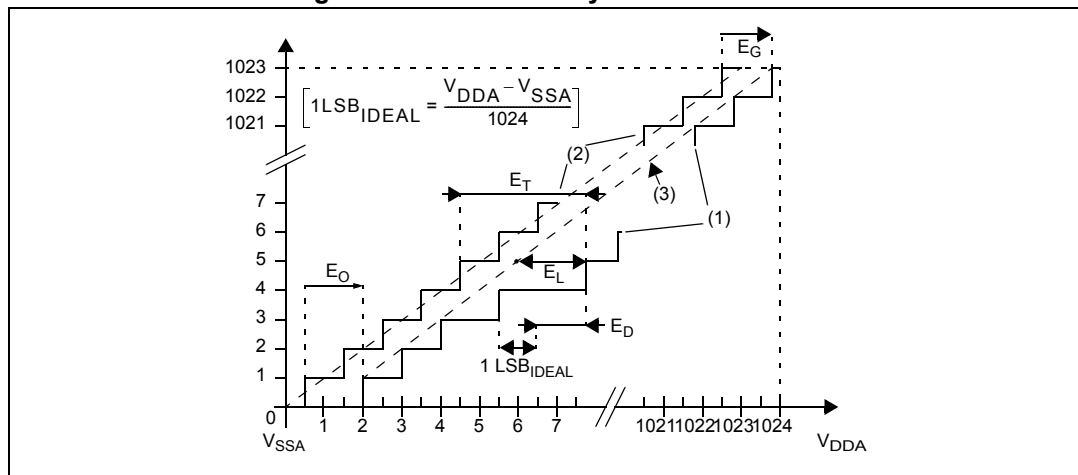 E_G
1023
1022
1021
[1LSB_IDEAL = (V_DDA − V_SSA) / 1024]
(2)
(3)
(1)
E_T
7
6
5
4
3
2
1
0
E_O
E_L
E_D
1 LSB_IDEAL
1 2 3 4 5 6 7 1021 1022 1023 1024
V_SSA
V_DDA